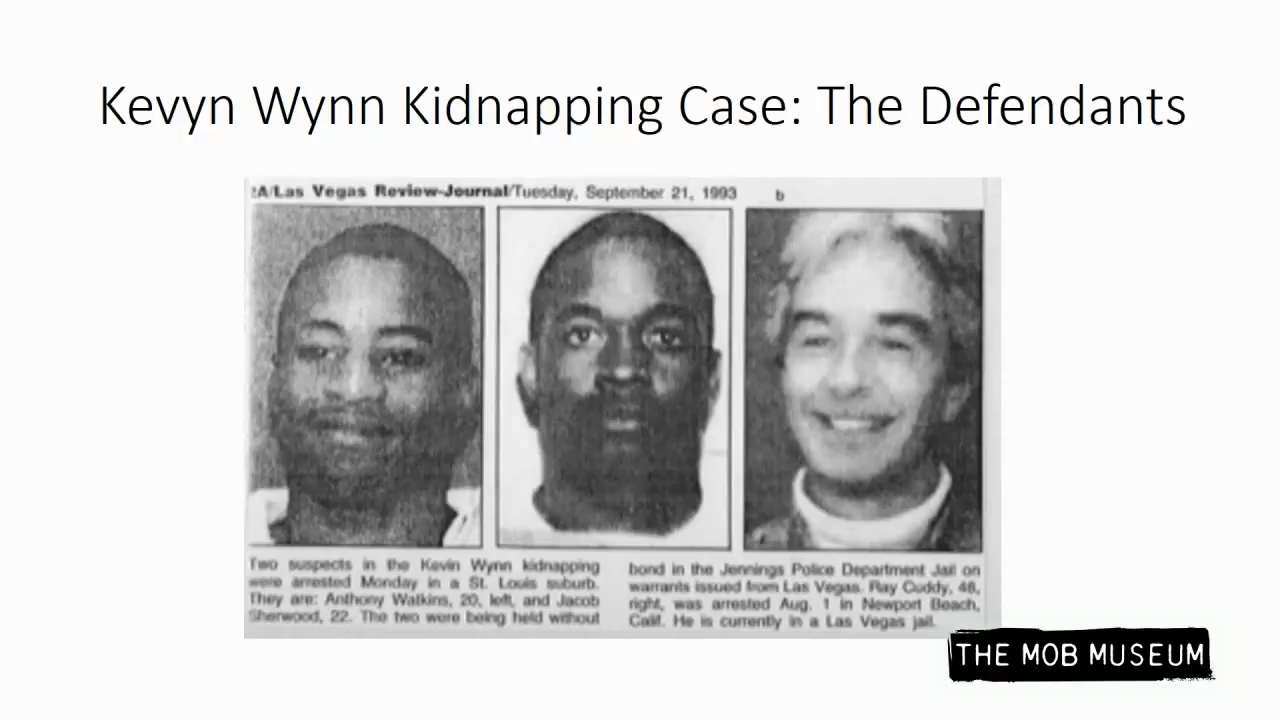 Kevyn Wynn Kidnapping Case: The Defendants
2A/Las Vegas Review-Journal/Tuesday, September 21, 1993 b
Two suspects in the Kevin Wynn kidnapping
were arrested Monday in a St. Louis suburb.
They are: Anthony Watkins, 20, left, and Jacob
Sherwood, 22. The two were being held without
bond in the Jennings Police Department Jail on
warrants issued from Las Vegas. Ray Cuddy, 46,
right, was arrested Aug. 1 in Newport Beach,
Calif. He is currently in a Las Vegas jail.
THE MOB MUSEUM